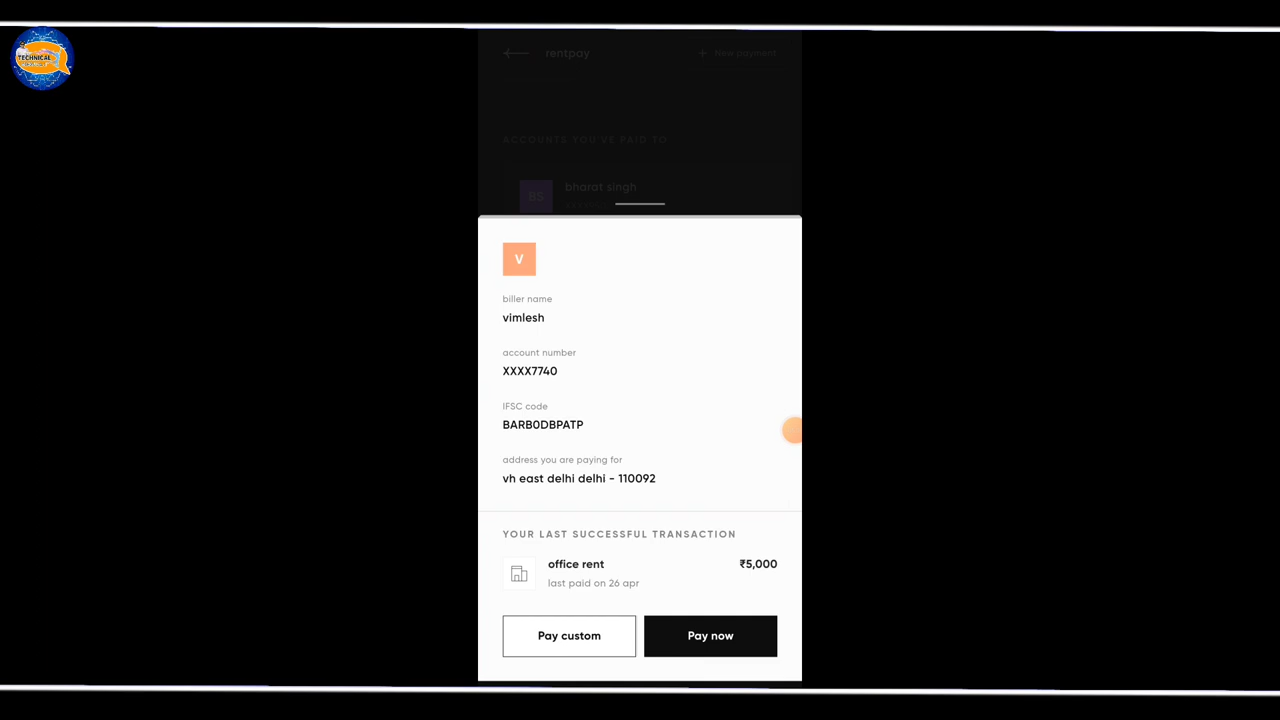 TECHNICAL
rentpay
+ New payment
ACCOUNTS YOU'VE PAID TO
BS
bharat singh
V
biller name
vimlesh
account number
XXXX7740
IFSC code
BARB0DBPATP
address you are paying for
vh east delhi delhi - 110092
YOUR LAST SUCCESSFUL TRANSACTION
office rent
₹5,000
last paid on 26 apr
Pay custom
Pay now